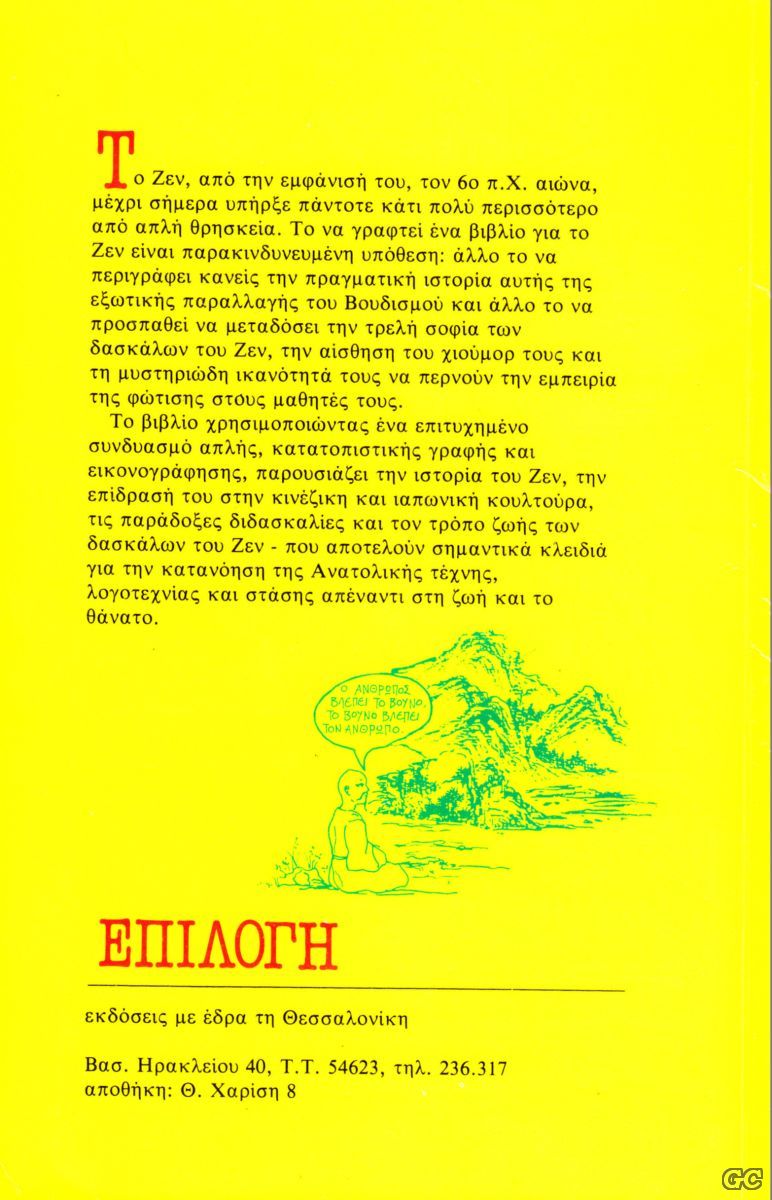 Το Ζεν, από την εμφάνισή του, τον 6ο π.Χ. αιώνα,
μέχρι σήμερα υπήρξε πάντοτε κάτι πολύ περισσότερο
από απλή θρησκεία. Το να γραφτεί ένα βιβλίο για το
Ζεν είναι παρακινδυνευμένη υπόθεση: άλλο το να
περιγράφει κανείς την πραγματική ιστορία αυτής της
εξωτικής παραλλαγής του Βουδισμού και άλλο το να
προσπαθεί να μεταδόσει την τρελή σοφία των
δασκάλων του Ζεν, την αίσθηση του χιούμορ τους και
τη μυστηριώδη ικανότητά τους να περνούν την εμπειρία
της φώτισης στους μαθητές τους.
Το βιβλίο χρησιμοποιώντας ένα επιτυχημένο
συνδυασμό απλής, κατατοπιστικής γραφής και
εικονογράφησης, παρουσιάζει την ιστορία του Ζεν, την
επίδρασή του στην κινέζικη και ιαπωνική κουλτούρα,
τις παράδοξες διδασκαλίες και τον τρόπο ζωής των
δασκάλων του Ζεν - που αποτελούν σημαντικά κλειδιά
για την κατανόηση της Ανατολικής τέχνης,
λογοτεχνίας και στάσης απέναντι στη ζωή και το
θάνατο.
Ο ΑΝΘΡΩΠΟΣ
ΒΛΕΠΕΙ ΤΟ ΒΟΥΝΟ,
ΤΟ ΒΟΥΝΟ ΒΛΕΠΕΙ
ΤΟΝ ΑΝΘΡΩΠΟ.
ΕΠΙΛΟΓΗ
εκδόσεις με έδρα τη Θεσσαλονίκη
Βασ. Ηρακλείου 40, Τ.Τ. 54623, τηλ. 236.317
αποθήκη: Θ. Χαρίση 8
GC